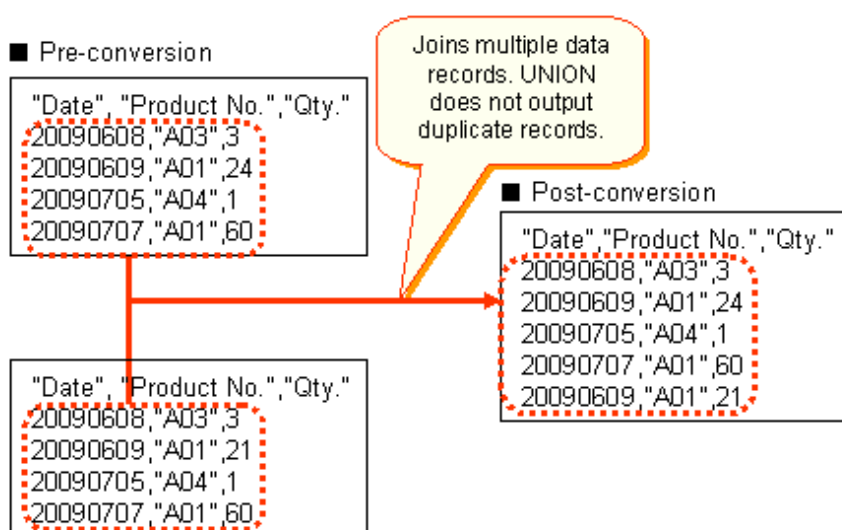 ■ Pre-conversion
"Date", "Product No.","Qty."
20090608,"A03",3
20090609,"A01",24
20090705,"A04",1
20090707,"A01",60
Joins multiple data
records. UNION
does not output
duplicate records.
"Date", "Product No.","Qty."
20090608,"A03",3
20090609,"A01",21
20090705,"A04",1
20090707,"A01",60
■ Post-conversion
"Date","Product No.","Qty."
20090608,"A03",3
20090609,"A01",24
20090705,"A04",1
20090707,"A01",60
20090609,"A01",21